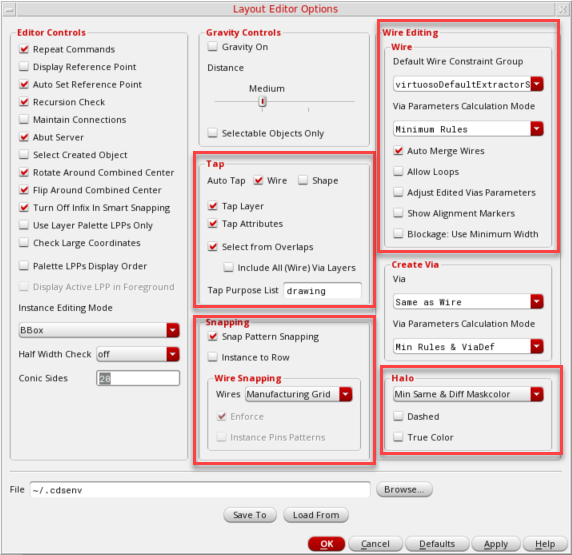 Layout Editor Options
Editor Controls
Repeat Commands
Display Reference Point
Auto Set Reference Point
Recursion Check
Maintain Connections
Abut Server
Select Created Object
Rotate Around Combined Center
Flip Around Combined Center
Turn Off Infix In Smart Snapping
Use Layer Palette LPPs Only
Check Large Coordinates
Palette LPPs Display Order
Display Active LPP in Foreground
Instance Editing Mode
BBox
Half Width Check off
Conic Sides 20
Gravity Controls
Gravity On
Distance
Medium
Selectable Objects Only
Tap
Auto Tap Wire Shape
Tap Layer
Tap Attributes
Select from Overlaps
Include All (Wire) Via Layers
Tap Purpose List drawing
Snapping
Snap Pattern Snapping
Instance to Row
Wire Snapping
Wires Manufacturing Grid
Enforce
Instance Pins Patterns
Wire Editing
Wire
Default Wire Constraint Group
virtuosoDefaultExtractorS
Via Parameters Calculation Mode
Minimum Rules
Auto Merge Wires
Allow Loops
Adjust Edited Vias Parameters
Show Alignment Markers
Blockage: Use Minimum Width
Create Via
Via
Same as Wire
Via Parameters Calculation Mode
Min Rules & ViaDef
Halo
Min Same & Diff Maskcolor
Dashed
True Color
File ~/.cdsenv Browse...
Save To Load From
OK Cancel Defaults Apply Help